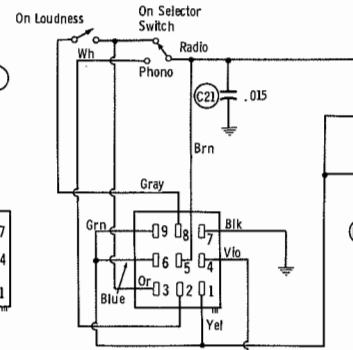 On Loudness
On Selector
Switch
Wh
Radio
Phono
C21
.015
Brn
Gray
Grn
9
8
7
Blk
7
6
5
4
Vio
4
Blue
Or
3
2
1
1
Yel